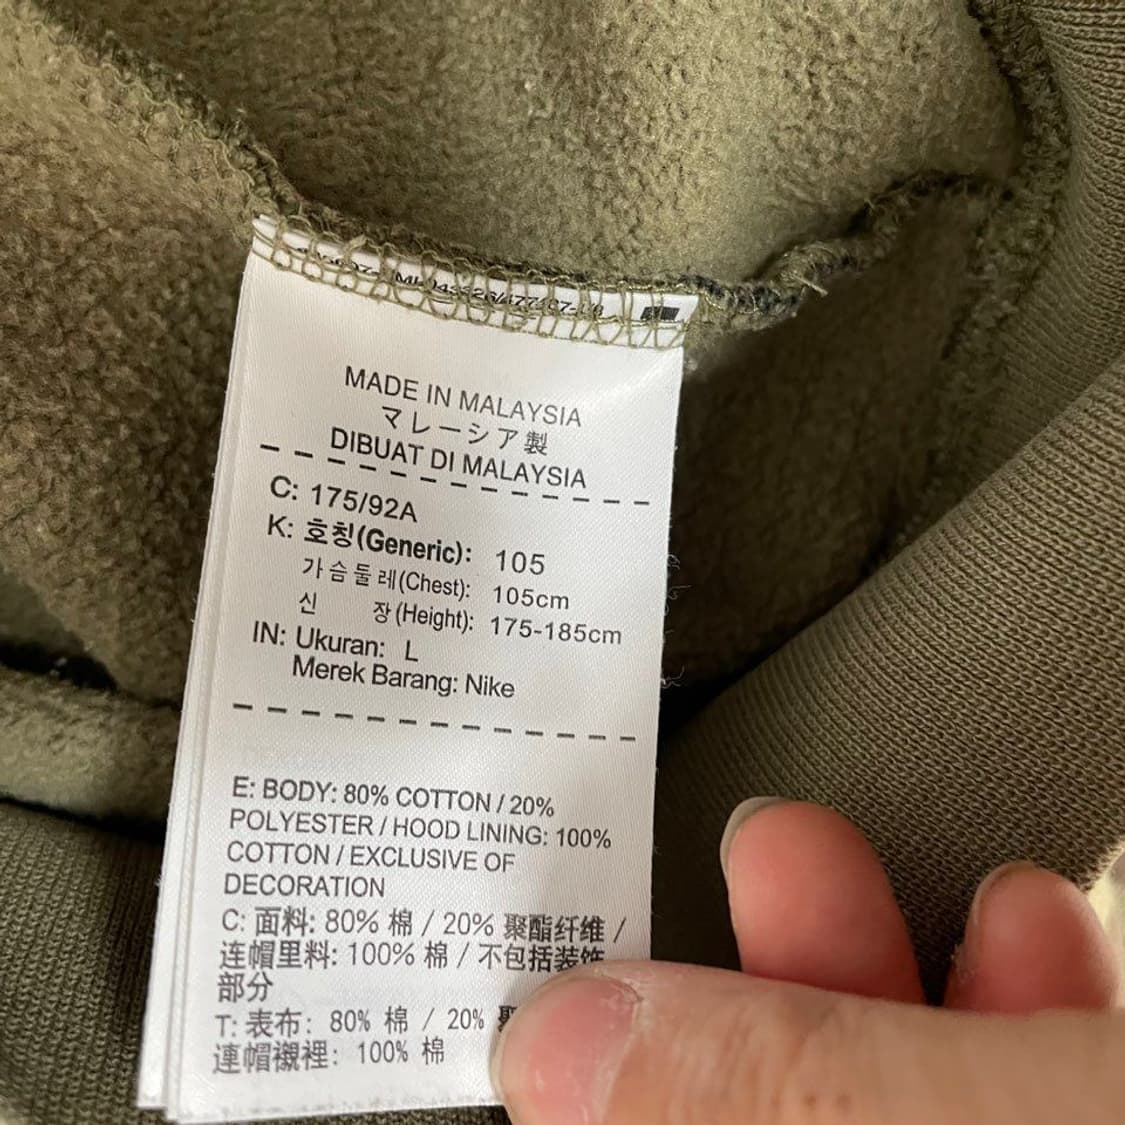 MADE IN MALAYSIA
マレーシア製
DIBUAT DI MALAYSIA
C: 175/92A
K: 호칭(Generic): 105
가슴둘레(Chest): 105cm
신 장(Height): 175-185cm
IN: Ukuran: L
Merek Barang: Nike
E: BODY: 80% COTTON / 20%
POLYESTER / HOOD LINING: 100%
COTTON / EXCLUSIVE OF
DECORATION
C: 面料: 80% 棉 / 20% 聚酯纤维 /
连帽里料: 100% 棉 / 不包括装饰
部分
T: 表布: 80% 棉 / 20%
連帽襯裡: 100% 棉